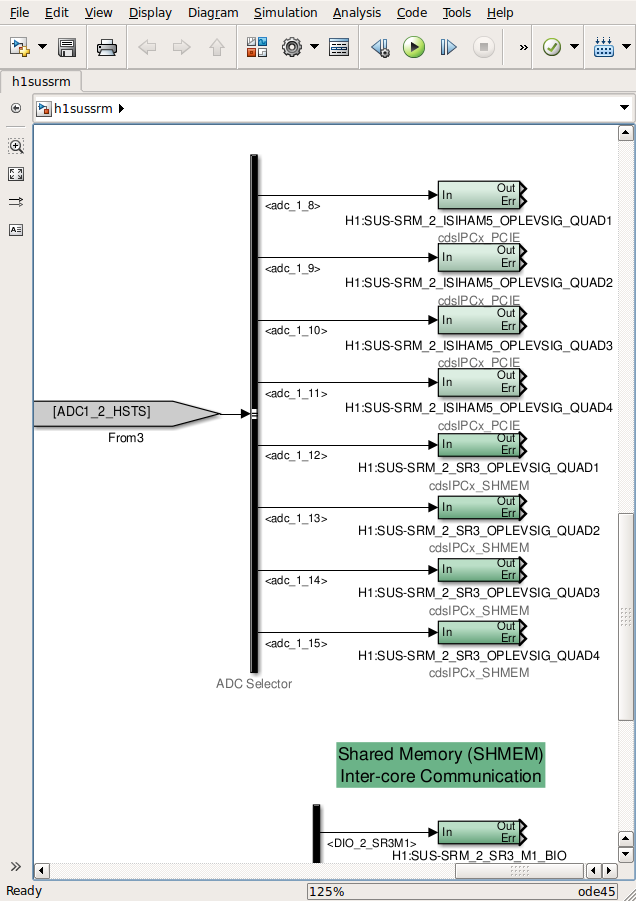 File Edit View Display Diagram Simulation Analysis Code Tools Help
»
h1sussrm
h1sussrm
In Out Err
<adc_1_8>
H1:SUS-SRM_2_ISIHAM5_OPLEVSIG_QUAD1
cdsIPCx_PCIE
In Out Err
<adc_1_9>
H1:SUS-SRM_2_ISIHAM5_OPLEVSIG_QUAD2
cdsIPCx_PCIE
In Out Err
<adc_1_10>
H1:SUS-SRM_2_ISIHAM5_OPLEVSIG_QUAD3
cdsIPCx_PCIE
In Out Err
<adc_1_11>
H1:SUS-SRM_2_ISIHAM5_OPLEVSIG_QUAD4
[ADC1_2_HSTS]
From3
cdsIPCx_PCIE
In Out Err
<adc_1_12>
H1:SUS-SRM_2_SR3_OPLEVSIG_QUAD1
cdsIPCx_SHMEM
In Out Err
<adc_1_13>
H1:SUS-SRM_2_SR3_OPLEVSIG_QUAD2
cdsIPCx_SHMEM
In Out Err
<adc_1_14>
H1:SUS-SRM_2_SR3_OPLEVSIG_QUAD3
cdsIPCx_SHMEM
In Out Err
<adc_1_15>
H1:SUS-SRM_2_SR3_OPLEVSIG_QUAD4
cdsIPCx_SHMEM
ADC Selector
Shared Memory (SHMEM)
Inter-core Communication
In Out Err
<DIO_2_SR3M1>
H1:SUS-SRM_2_SR3_M1_BIO
»
Ready 125% ode45